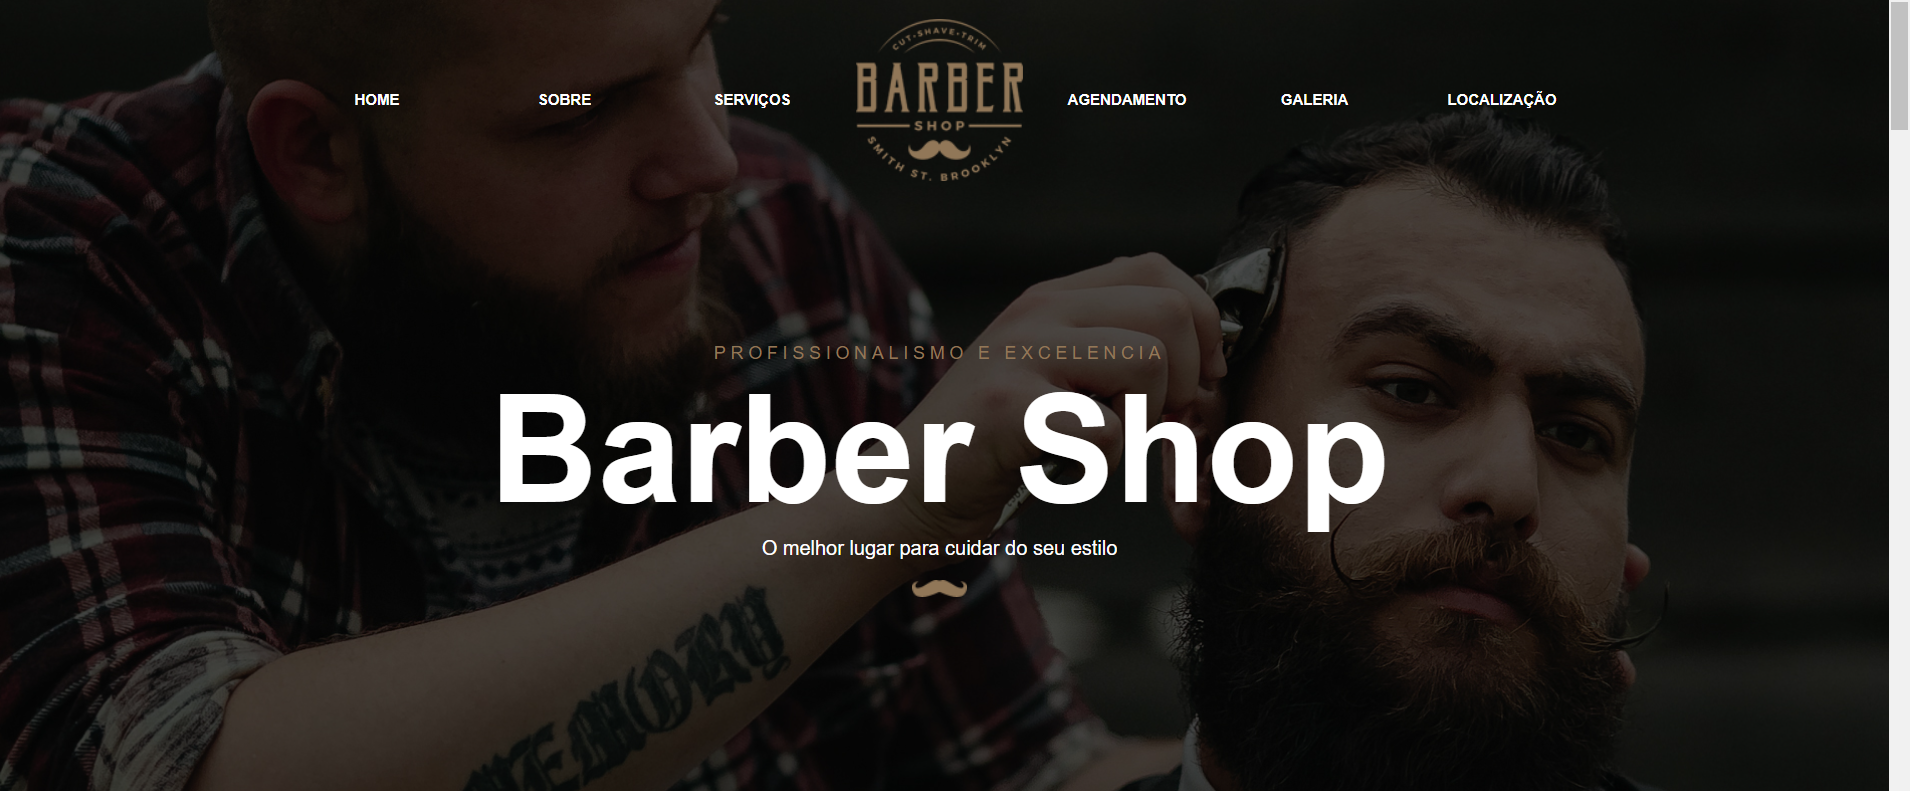 CUT·SHAVE·TRIM
HOME SOBRE SERVIÇOS BARBER AGENDAMENTO GALERIA LOCALIZAÇÃO
SHOP
SMITH ST. BROOKLYN
PROFISSIONALISMO E EXCELENCIA
Barber Shop
O melhor lugar para cuidar do seu estilo
MEMORY